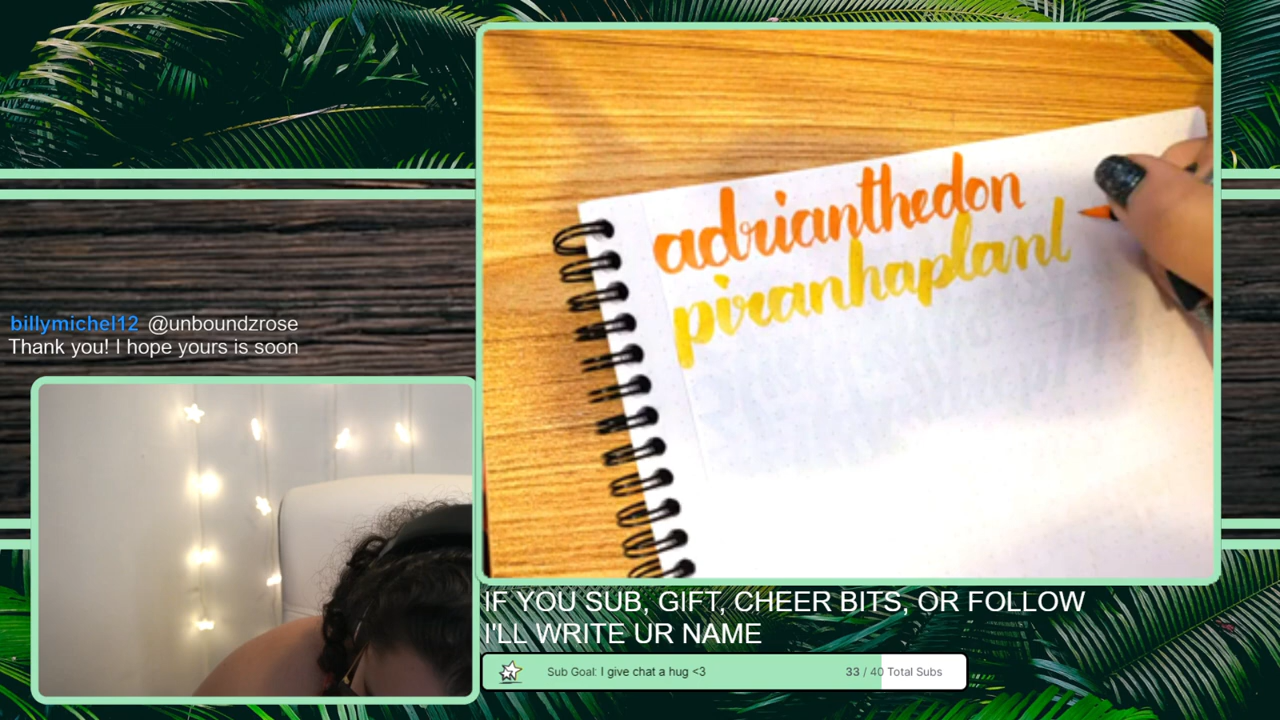 adrianthedon
piranhaplanl
billymichel12 @unboundzrose
Thank you! I hope yours is soon
IF YOU SUB, GIFT, CHEER BITS, OR FOLLOW
I'LL WRITE UR NAME
Sub Goal: I give chat a hug <3 33 / 40 Total Subs